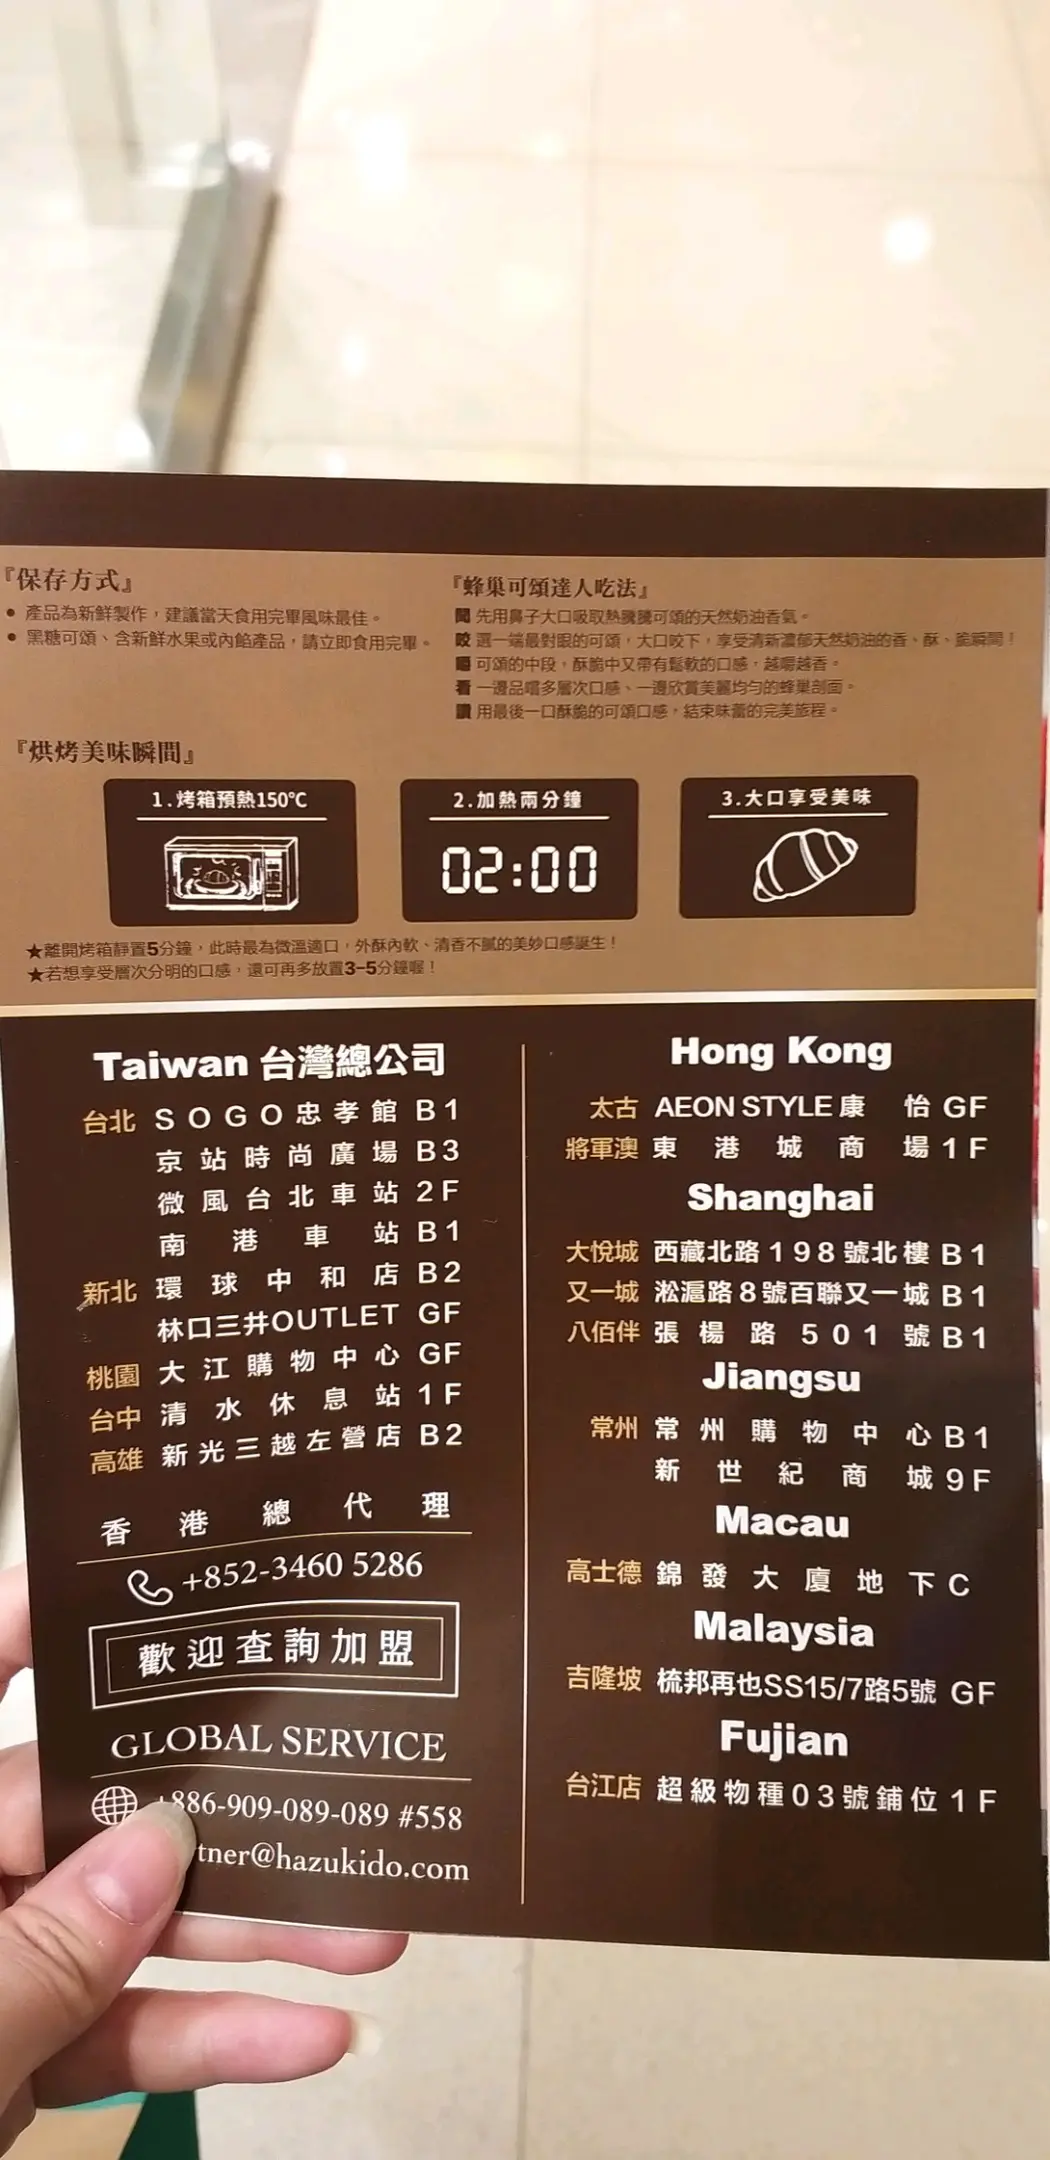 『保存方式』
• 產品為新鮮製作，建議當天食用完畢風味最佳。
• 黑糖可頌、含新鮮水果或內餡產品，請立即食用完畢。
『蜂巢可頌達人吃法』
聞 先用鼻子大口吸取熱騰騰可頌的天然奶油香氣。
咬 選一端最對眼的可頌，大口咬下，享受清新濃郁天然奶油的香、酥、脆瞬間！
嚼 可頌的中段，酥脆中又帶有鬆軟的口感，越嚼越香。
看 一邊品嚐多層次口感、一邊欣賞美麗均勻的蜂巢剖面。
讚 用最後一口酥脆的可頌口感，結束味蕾的完美旅程。
『烘烤美味瞬間』
1.烤箱預熱150℃
2.加熱兩分鐘
02:00
3.大口享受美味
★離開烤箱靜置5分鐘，此時最為微溫適口，外酥內軟、清香不膩的美妙口感誕生！
★若想享受層次分明的口感，還可再多放置3-5分鐘喔！
Taiwan 台灣總公司
台北 SOGO忠孝館 B1
京站時尚廣場 B3
微風台北車站 2F
南港車站 B1
新北 環球中和店 B2
林口三井OUTLET GF
桃園 大江購物中心 GF
台中 清水休息站 1F
高雄 新光三越左營店 B2
香港總代理
+852-3460 5286
歡迎查詢加盟
GLOBAL SERVICE
+886-909-089-089 #558
tner@hazukido.com
Hong Kong
太古 AEON STYLE 康怡 GF
將軍澳 東港城商場 1F
Shanghai
大悅城 西藏北路198號北樓 B1
又一城 淞滬路8號百聯又一城 B1
八佰伴 張楊路501號 B1
Jiangsu
常州 常州購物中心 B1
新世紀商城 9F
Macau
高士德 錦發大廈地下C
Malaysia
吉隆坡 梳邦再也SS15/7路5號 GF
Fujian
台江店 超級物種03號鋪位 1F